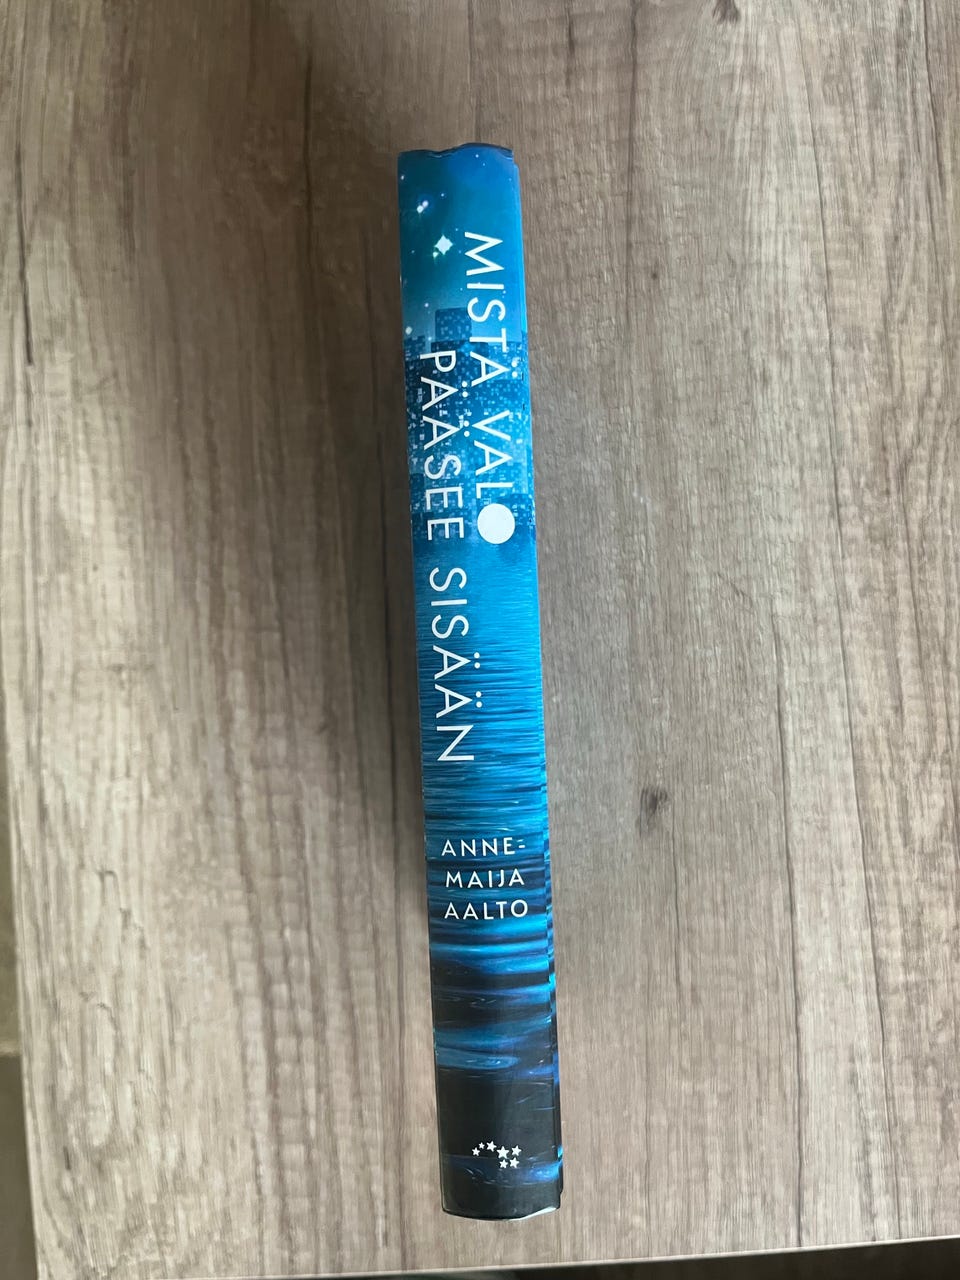 MISTÄ VALO
PÄÄSEE SISÄÄN
ANNE-
MAIJA
AALTO